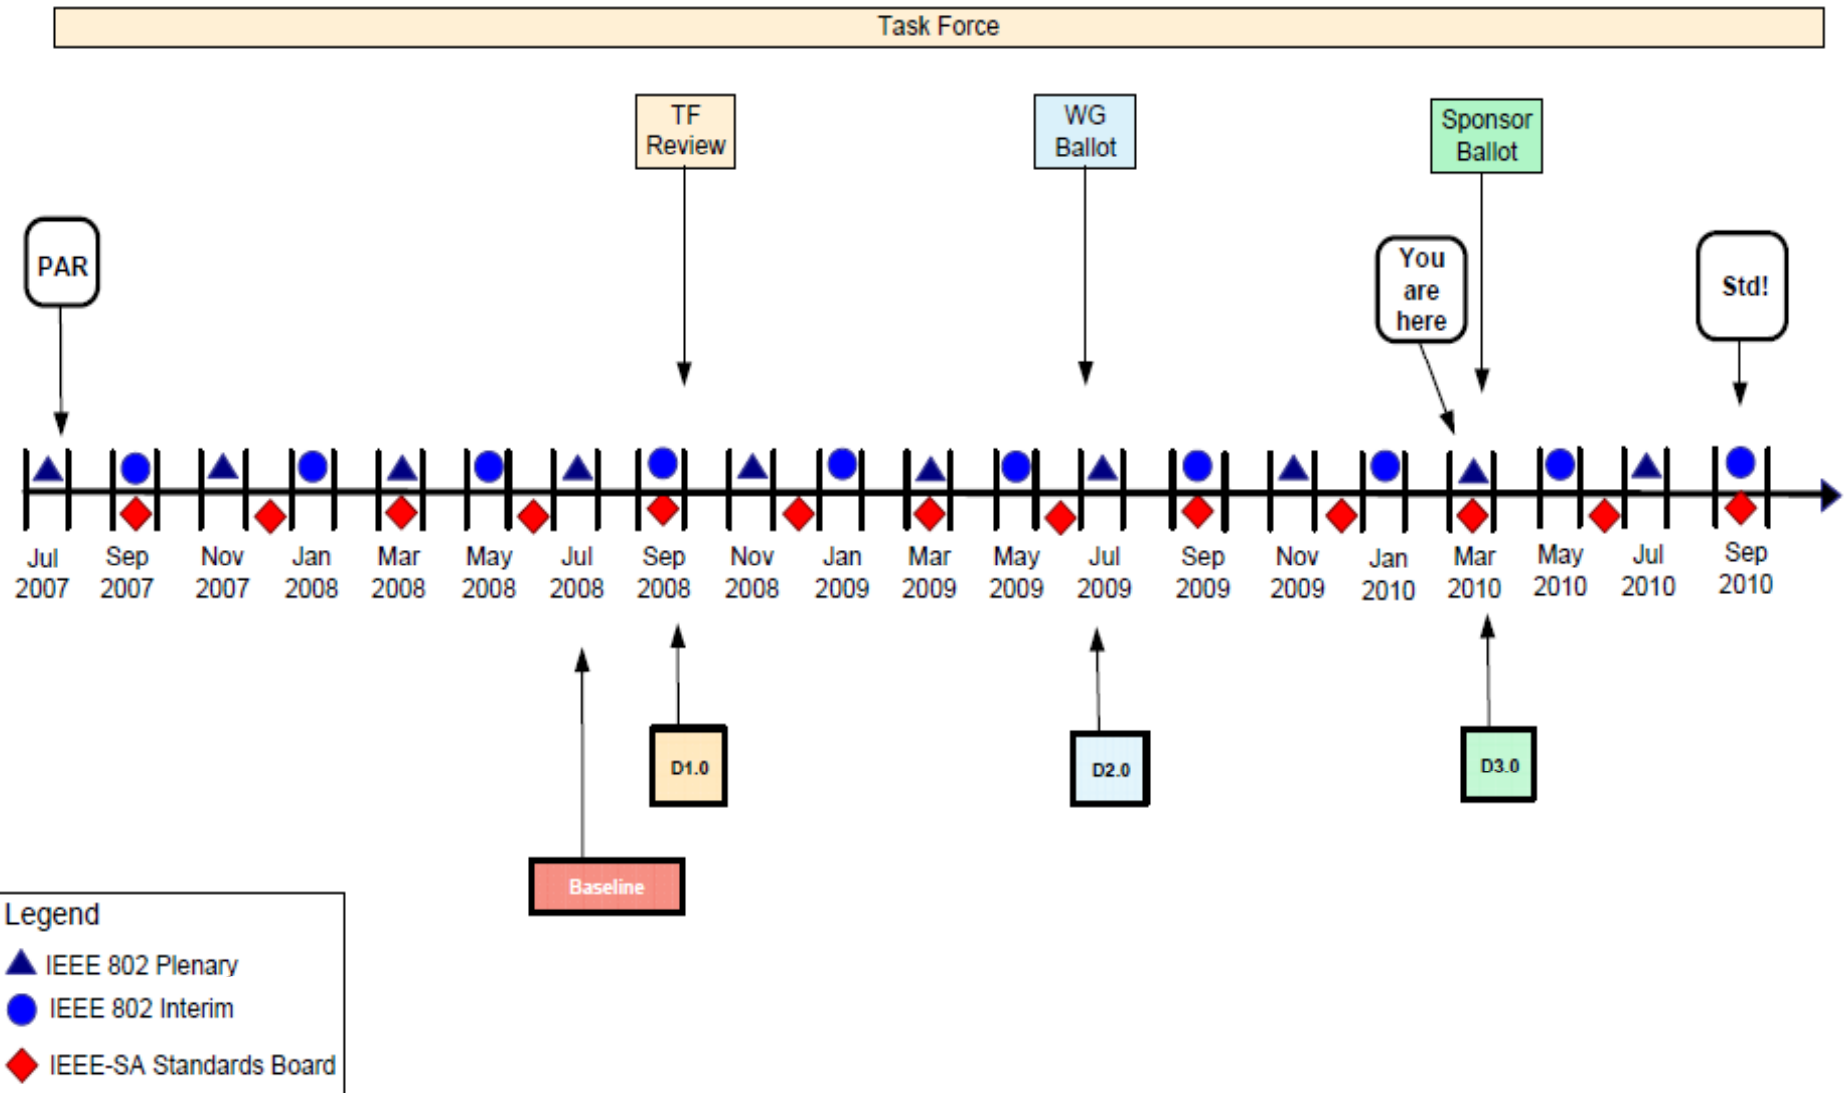 Task Force
TF
Review
WG
Ballot
Sponsor
Ballot
PAR
You
are
here
Std!
Jul
2007
Sep
2007
Nov
2007
Jan
2008
Mar
2008
May
2008
Jul
2008
Sep
2008
Nov
2008
Jan
2009
Mar
2009
May
2009
Jul
2009
Sep
2009
Nov
2009
Jan
2010
Mar
2010
May
2010
Jul
2010
Sep
2010
D1.0
D2.0
D3.0
Baseline
Legend
IEEE 802 Plenary
IEEE 802 Interim
IEEE-SA Standards Board